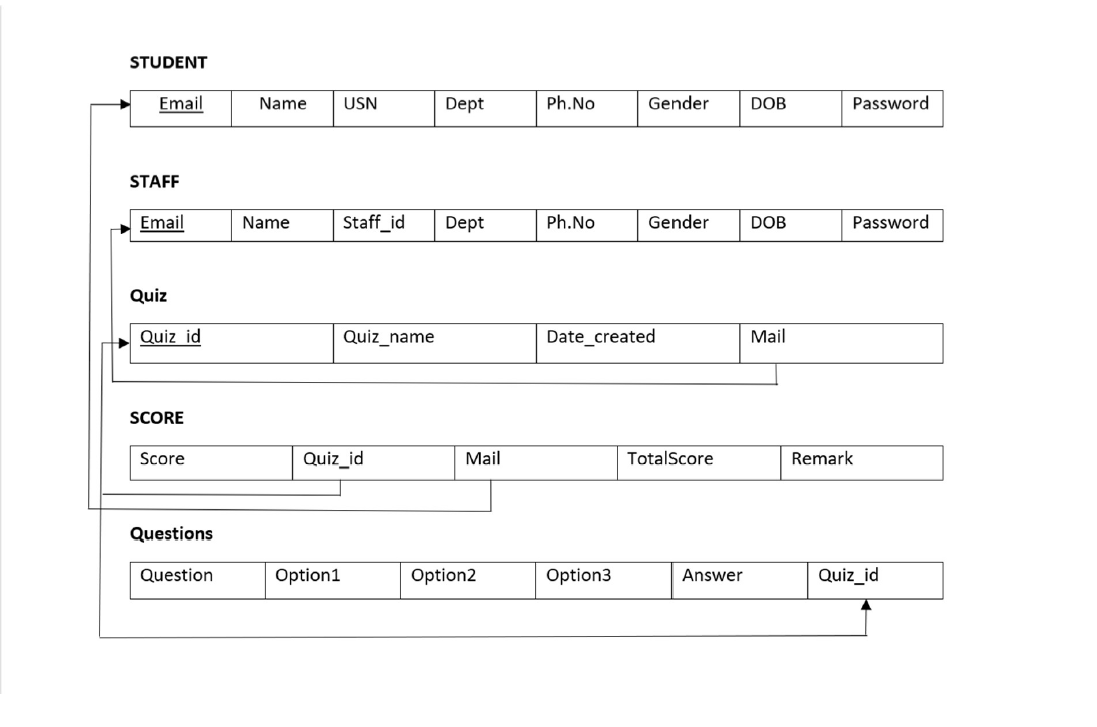 STUDENT
Email Name USN Dept Ph.No Gender DOB Password
STAFF
Email Name Staff_id Dept Ph.No Gender DOB Password
Quiz
Quiz_id Quiz_name Date_created Mail
SCORE
Score Quiz_id Mail TotalScore Remark
Questions
Question Option1 Option2 Option3 Answer Quiz_id